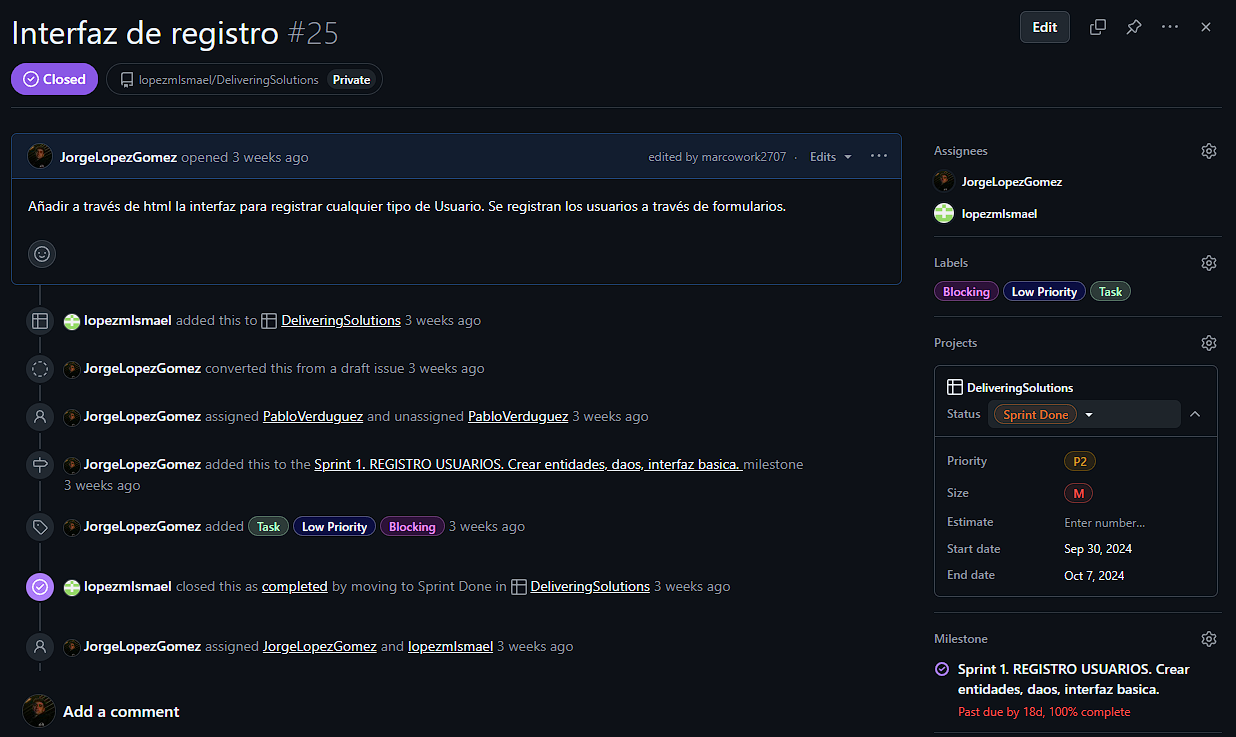 Interfaz de registro #25
Edit
Closed
lopezmIsmael/DeliveringSolutions Private
JorgeLopezGomez opened 3 weeks ago
edited by marcowork2707 · Edits
Añadir a través de html la interfaz para registrar cualquier tipo de Usuario. Se registran los usuarios a través de formularios.
lopezmIsmael added this to DeliveringSolutions 3 weeks ago
JorgeLopezGomez converted this from a draft issue 3 weeks ago
JorgeLopezGomez assigned PabloVerduguez and unassigned PabloVerduguez 3 weeks ago
JorgeLopezGomez added this to the Sprint 1. REGISTRO USUARIOS. Crear entidades, daos, interfaz basica. milestone
3 weeks ago
JorgeLopezGomez added Task Low Priority Blocking 3 weeks ago
lopezmIsmael closed this as completed by moving to Sprint Done in DeliveringSolutions 3 weeks ago
JorgeLopezGomez assigned JorgeLopezGomez and lopezmIsmael 3 weeks ago
Add a comment
Assignees
JorgeLopezGomez
lopezmIsmael
Labels
Blocking Low Priority Task
Projects
DeliveringSolutions
Status Sprint Done
Priority P2
Size M
Estimate Enter number...
Start date Sep 30, 2024
End date Oct 7, 2024
Milestone
Sprint 1. REGISTRO USUARIOS. Crear
entidades, daos, interfaz basica.
Past due by 18d, 100% complete